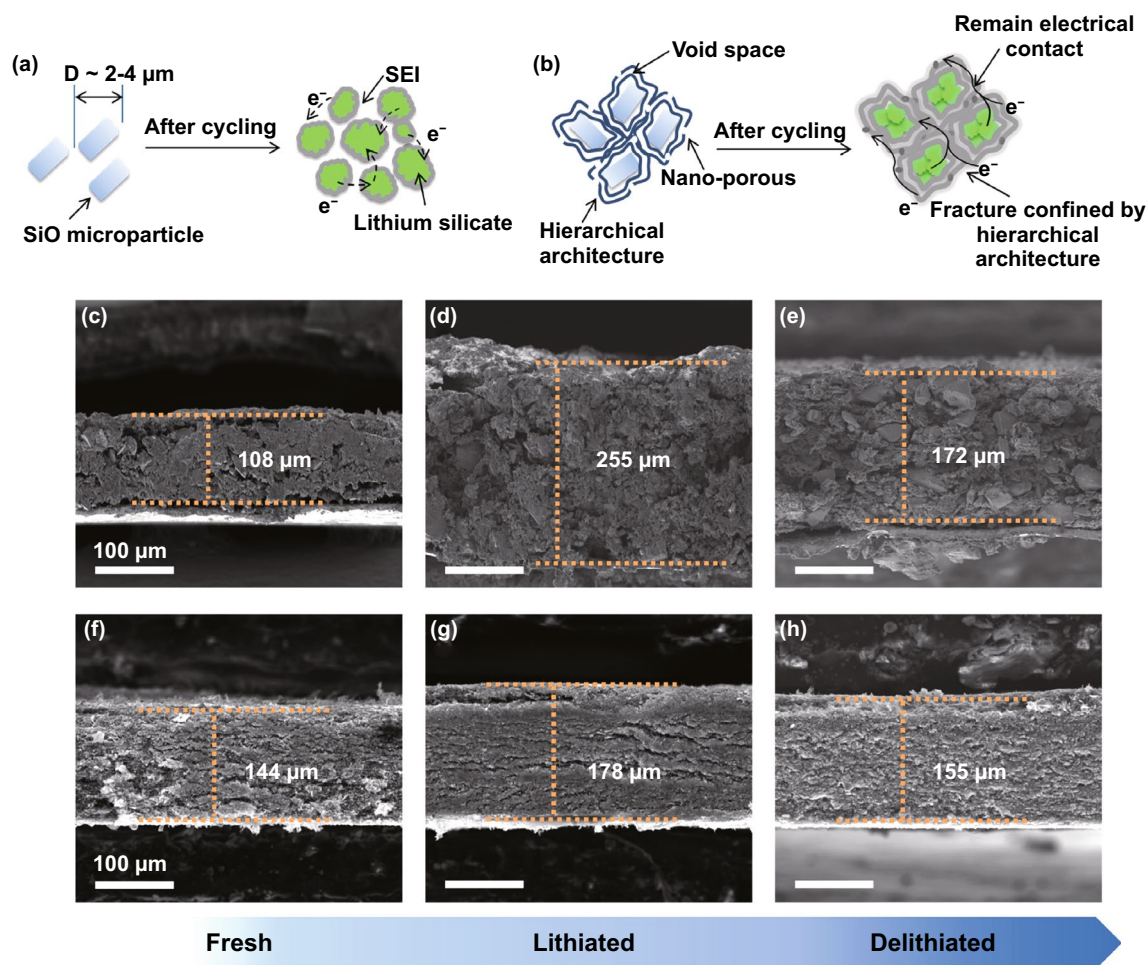 (a)
D ~ 2-4 µm
SEI
e⁻
After cycling
e⁻
e⁻
Lithium silicate
SiO microparticle
(b)
Void space
Remain electrical
contact
e⁻
After cycling
Nano-porous
e⁻
e⁻
Hierarchical
architecture
Fracture confined by
hierarchical
architecture
(c)
108 µm
100 µm
(d)
255 µm
(e)
172 µm
(f)
144 µm
100 µm
(g)
178 µm
(h)
155 µm
Fresh
Lithiated
Delithiated